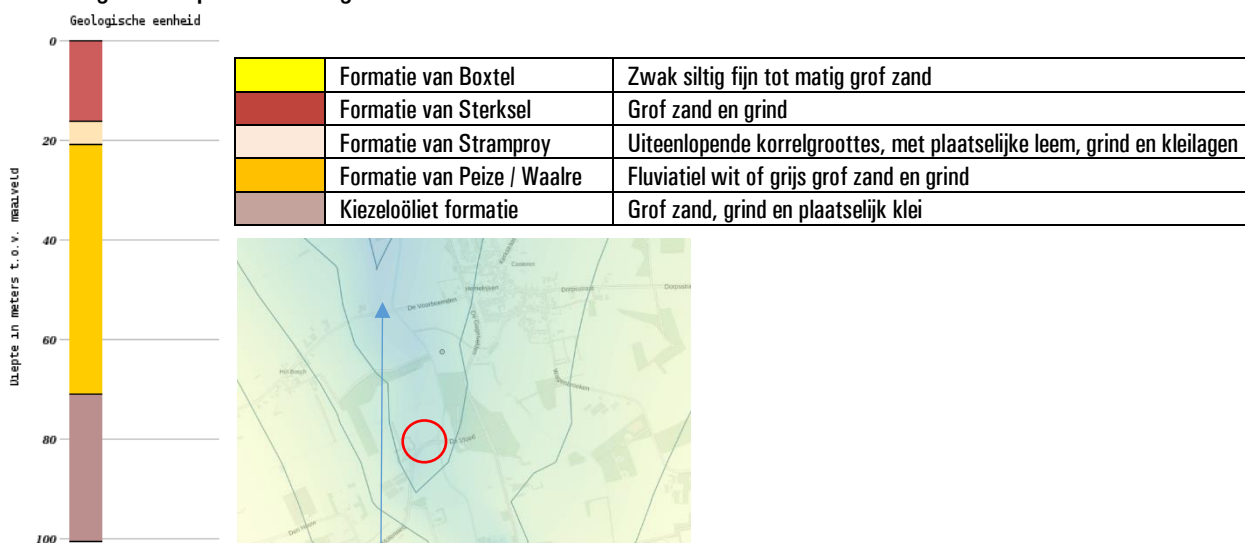 Geologische eenheid
0
20
40
60
80
100
Diepte in meters t.o.v. maaiveld
Formatie van Boxtel Zwak siltig fijn tot matig grof zand
Formatie van Sterksel Grof zand en grind
Formatie van Stramproy Uiteenlopende korrelgroottes, met plaatselijke leem, grind en kleilagen
Formatie van Peize / Waalre Fluviatiel wit of grijs grof zand en grind
Kiezeloöliet formatie Grof zand, grind en plaatselijk klei
Casteren
Dorpsstraat
De Voorbeemden
De Vloed
Den Houw